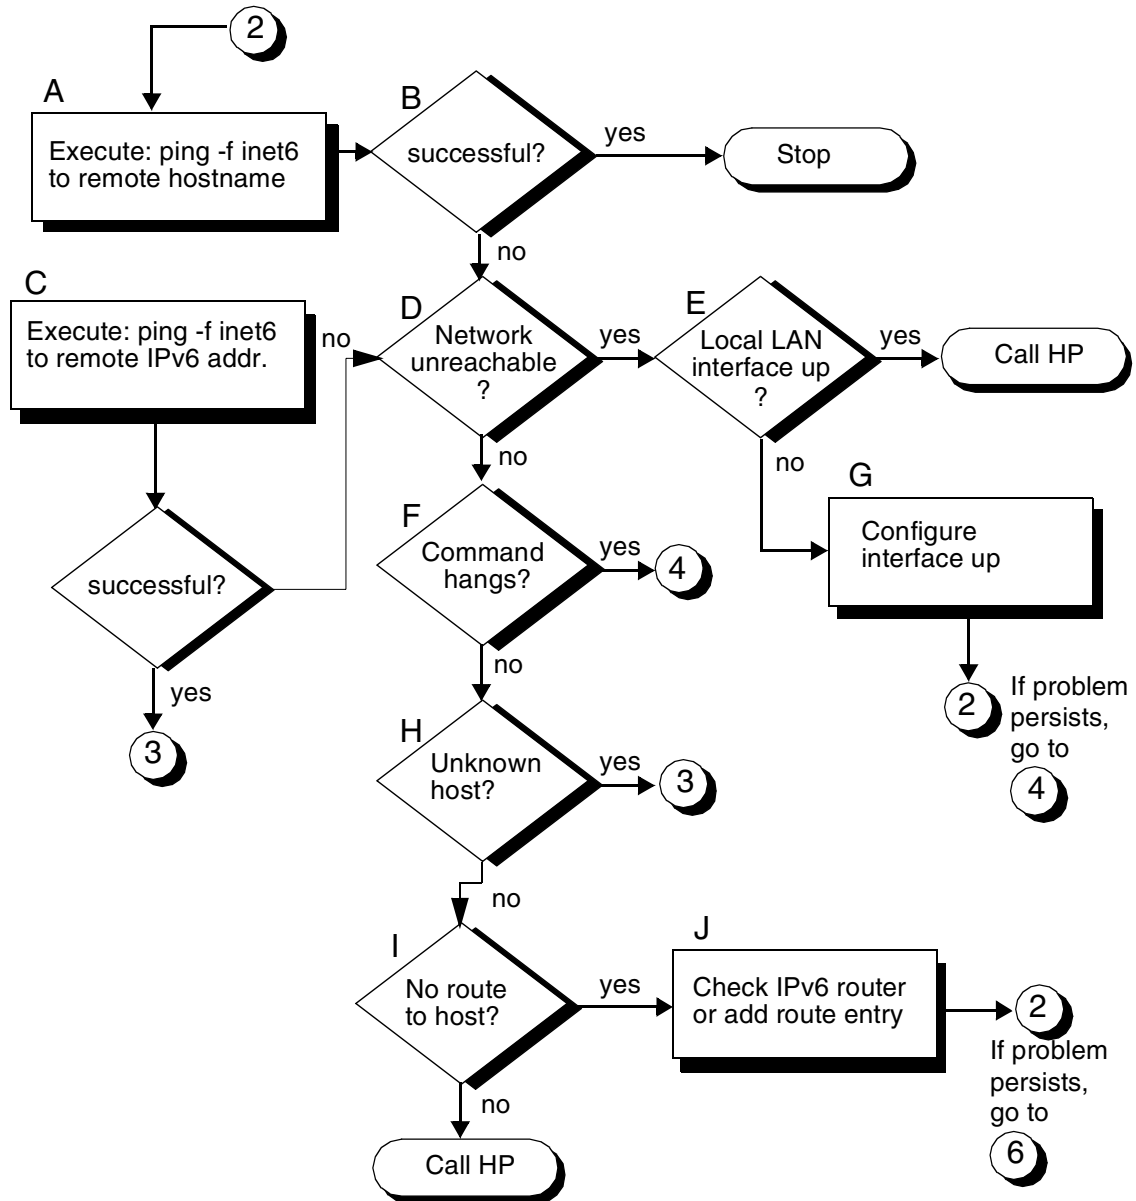 2
A
Execute: ping -f inet6
to remote hostname
B
successful?
yes
Stop
no
C
Execute: ping -f inet6
to remote IPv6 addr.
no
D
Network
unreachable
?
yes
E
Local LAN
interface up
?
yes
Call HP
no
no
G
Configure
interface up
F
Command
hangs?
yes
4
successful?
yes
3
no
2
If problem
persists,
go to
4
H
Unknown
host?
yes
3
no
I
No route
to host?
yes
J
Check IPv6 router
or add route entry
2
If problem
persists,
go to
6
no
Call HP